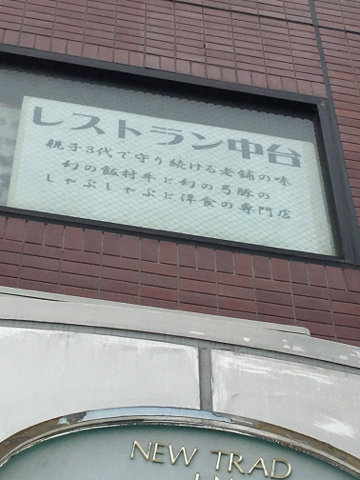 レストラン中台
親子3代で守り続ける老舗の味
幻の飯村牛と幻の弓豚の
しゃぶしゃぶと洋食の専門店
NEW TRAD